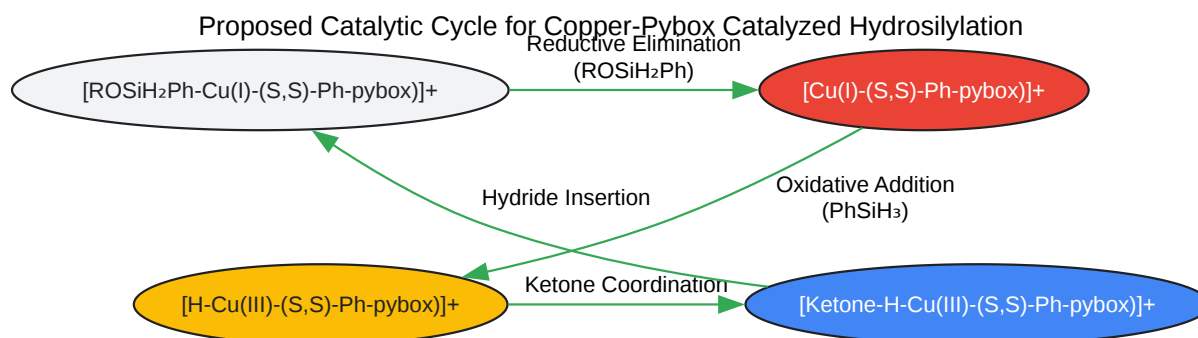 Proposed Catalytic Cycle for Copper-Pybox Catalyzed Hydrosilylation
Reductive Elimination
(ROSiH₂Ph)
[ROSiH₂Ph-Cu(I)-(S,S)-Ph-pybox)]+
[Cu(I)-(S,S)-Ph-pybox)]+
Hydride Insertion
Oxidative Addition
(PhSiH₃)
Ketone Coordination
[H-Cu(III)-(S,S)-Ph-pybox)]+
[Ketone-H-Cu(III)-(S,S)-Ph-pybox)]+